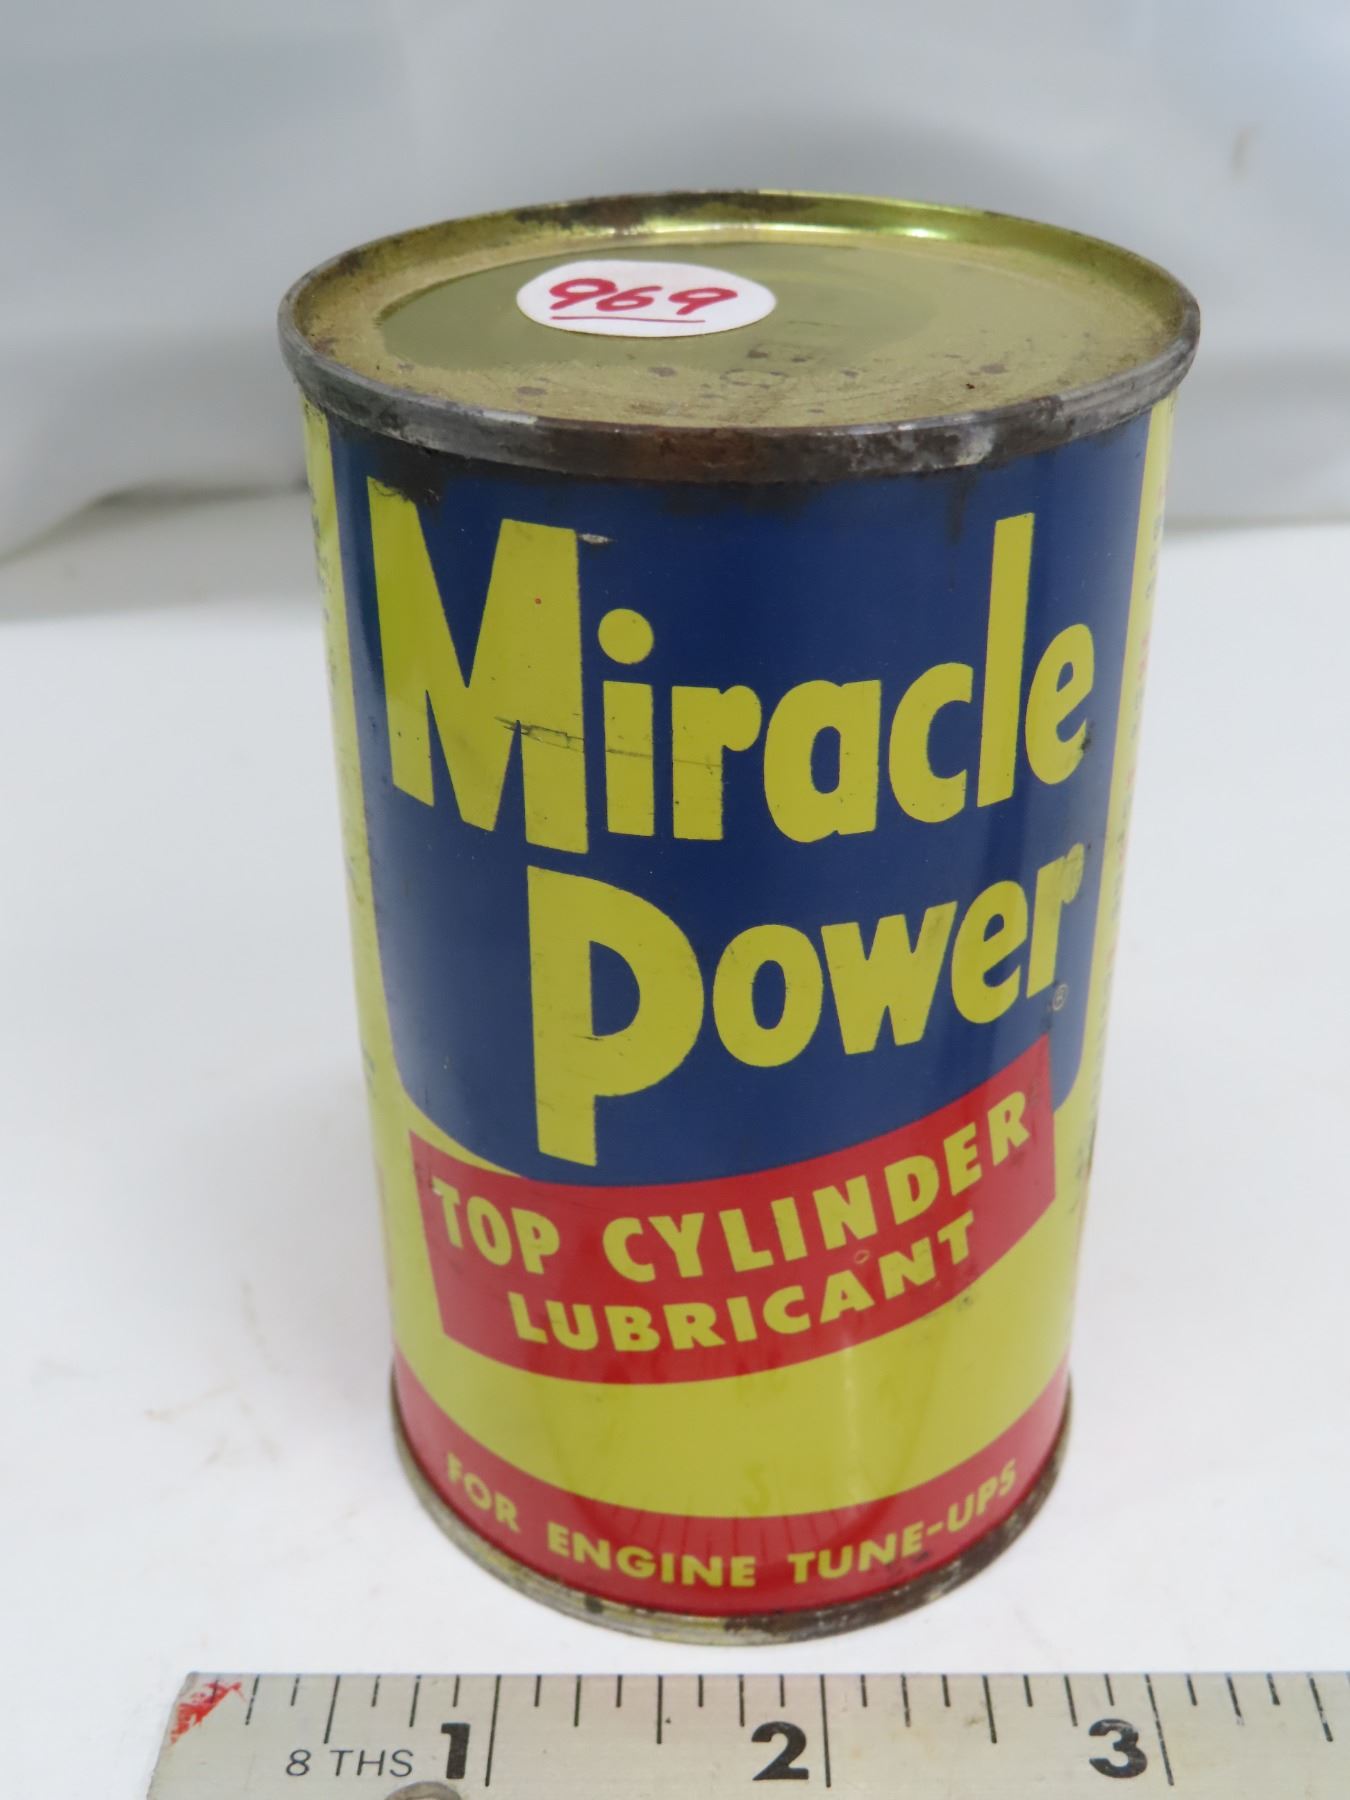 969
Miracle
Power®
TOP CYLINDER
LUBRICANT
FOR ENGINE TUNE-UPS
8 THS 1 2 3